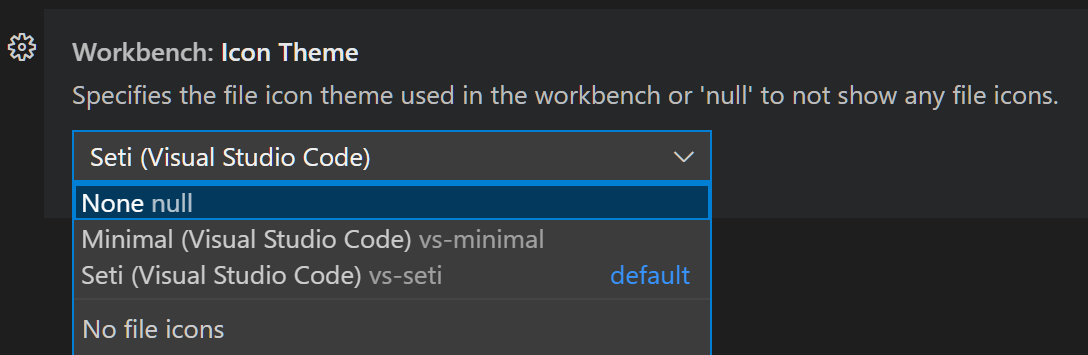 Workbench: Icon Theme
Specifies the file icon theme used in the workbench or 'null' to not show any file icons.
Seti (Visual Studio Code)
None null
Minimal (Visual Studio Code) vs-minimal
Seti (Visual Studio Code) vs-seti default
No file icons